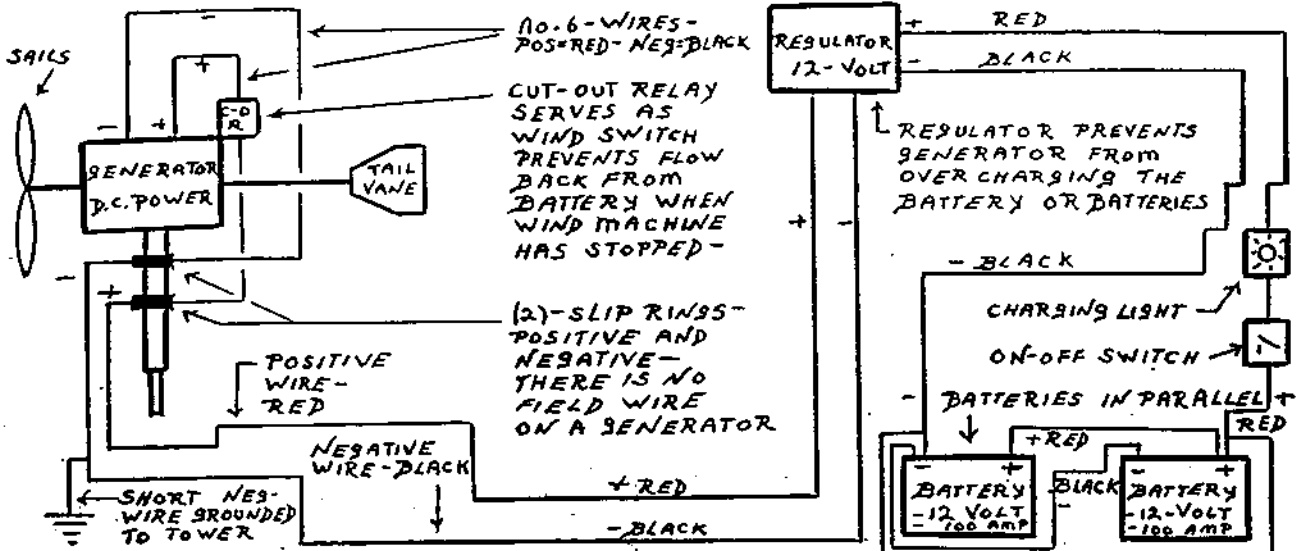 SAILS
-
+
NO. 6 - WIRES -
POS=RED - NEG=BLACK
C-O
R
-
+
GENERATOR
D.C. POWER
TAIL
VANE
CUT-OUT RELAY
SERVES AS
WIND SWITCH
PREVENTS FLOW
BACK FROM
BATTERY WHEN
WIND MACHINE
HAS STOPPED -
REGULATOR
12-VOLT
+
RED
-
BLACK
REGULATOR PREVENTS
GENERATOR FROM
OVER CHARGING THE
BATTERY OR BATTERIES
+
-
-
+
(2)-SLIP RINGS -
POSITIVE AND
NEGATIVE -
THERE IS NO
FIELD WIRE
ON A GENERATOR
POSITIVE
WIRE -
RED
NEGATIVE
WIRE-BLACK
SHORT NEG-
WIRE GROUNDED
TO TOWER
+ RED
- BLACK
- BLACK
CHARGING LIGHT
ON-OFF SWITCH
- BATTERIES IN PARALLEL +
RED
+ RED
- +
BATTERY
- 12 VOLT
- 100 AMP
BLACK
-
- +
BATTERY
- 12-VOLT
- 100 AMP